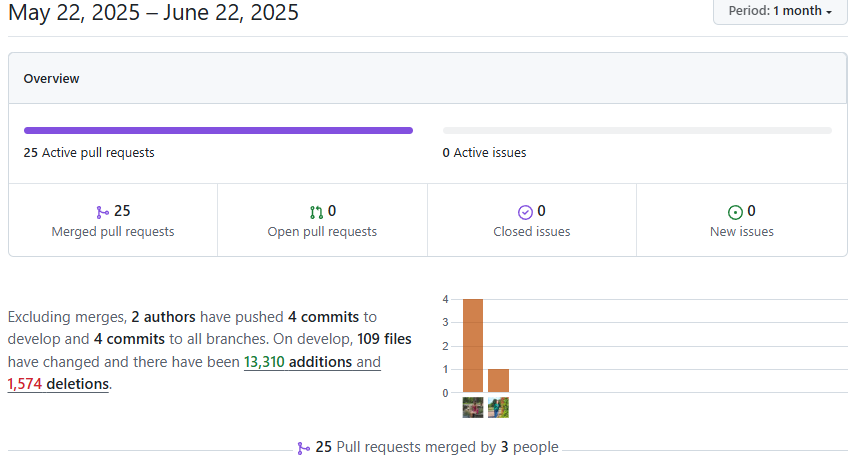 May 22, 2025 – June 22, 2025
Period: 1 month
Overview
25 Active pull requests
0 Active issues
25
Merged pull requests
0
Open pull requests
0
Closed issues
0
New issues
Excluding merges, 2 authors have pushed 4 commits to
develop and 4 commits to all branches. On develop, 109 files
have changed and there have been 13,310 additions and
1,574 deletions.
4
3
2
1
0
25 Pull requests merged by 3 people